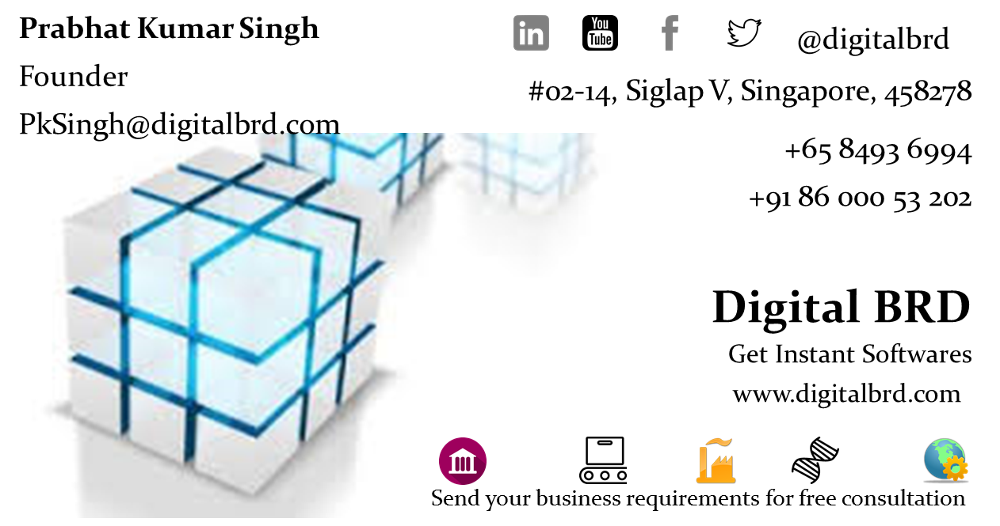 Prabhat Kumar Singh
Founder
PkSingh@digitalbrd.com
in You Tube f @digitalbrd
#02-14, Siglap V, Singapore, 458278
+65 8493 6994
+91 86 000 53 202
Digital BRD
Get Instant Softwares
www.digitalbrd.com
Send your business requirements for free consultation